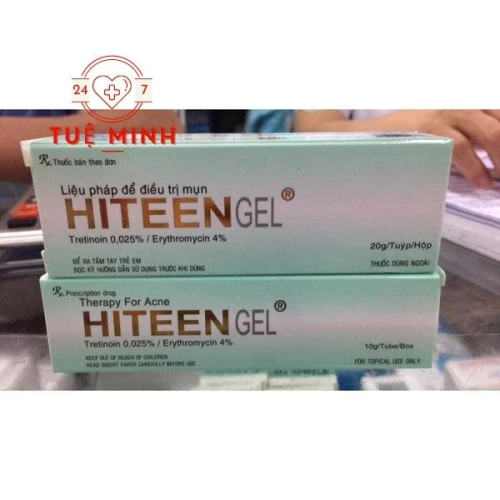 24 7
TUỆ MINH
Rx Thuốc bán theo đơn
Liệu pháp để điều trị mụn
HITEEN GEL®
Tretinoin 0,025% / Erythromycin 4%
20g/Tuýp/Hộp
ĐỂ XA TẦM TAY TRẺ EM
ĐỌC KỸ HƯỚNG DẪN SỬ DỤNG TRƯỚC KHI DÙNG
THUỐC DÙNG NGOÀI
Rx Prescription drug
Therapy For Acne
HITEEN GEL®
Tretinoin 0.025% / Erythromycin 4%
10g/Tube/Box
KEEP OUT OF REACH OF CHILDREN
READ INSERT PAPER CAREFULLY BEFORE USE
FOR TOPICAL USE ONLY